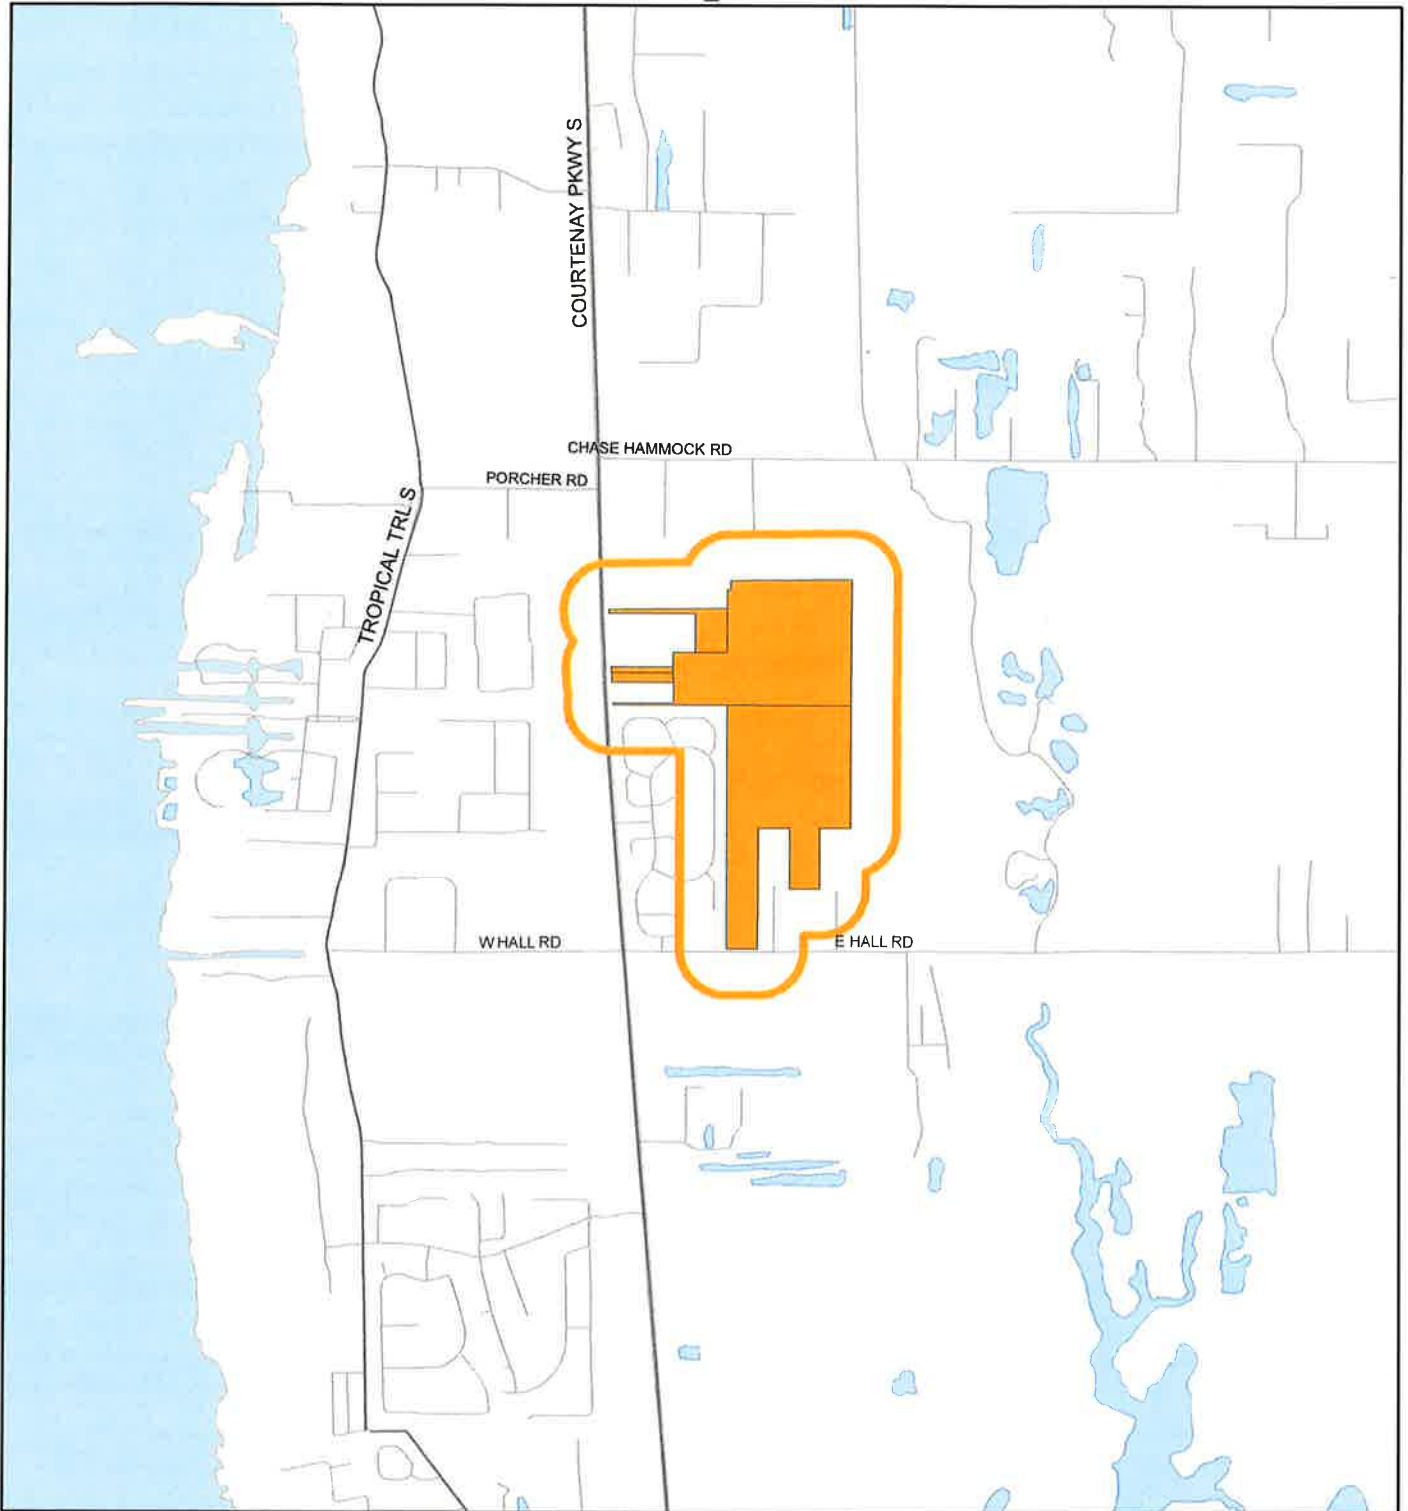 COURTENAY PKWY S
CHASE HAMMOCK RD
PORCHER RD
TROPICAL TRL S
W HALL RD
E HALL RD